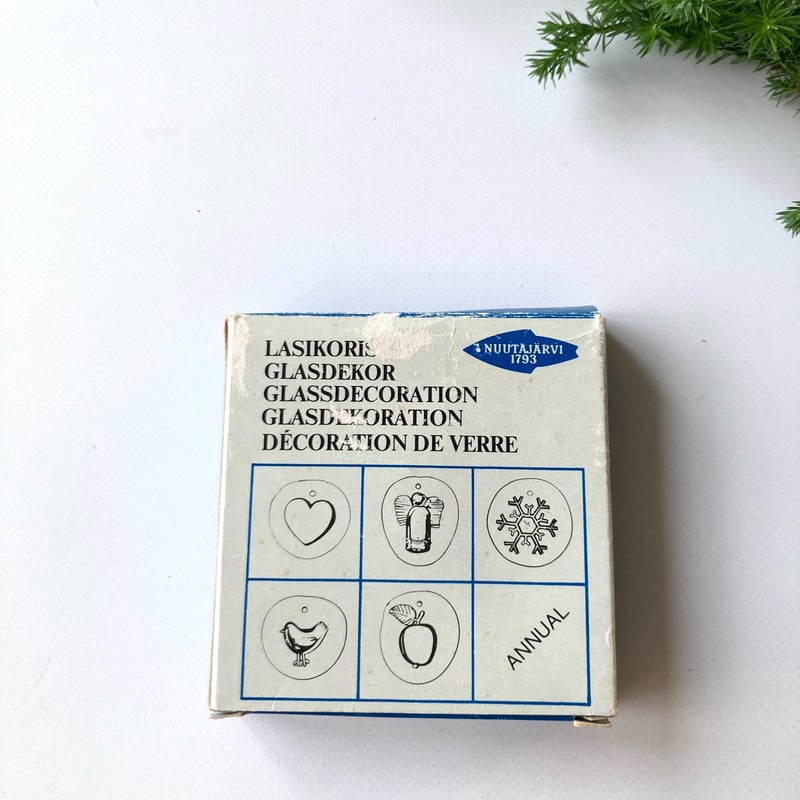 LASIKORIS
GLASDEKOR
GLASSDECORATION
GLASDEKORATION
DÉCORATION DE VERRE
NUUTAJÄRVI
1793
ANNUAL